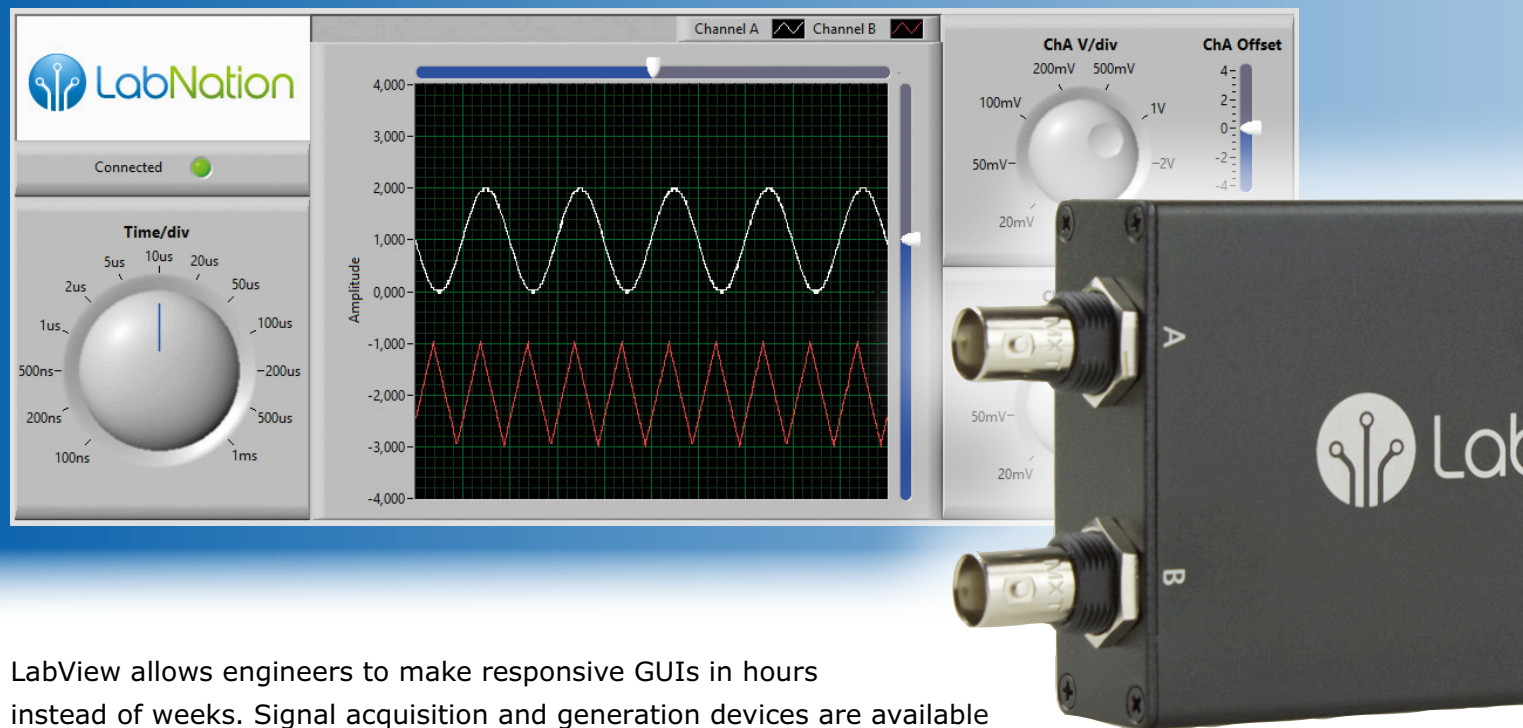 LabNation
Connected
Time/div
10us
5us
20us
2us
50us
1us
100us
500ns
200us
200ns
500us
100ns
1ms
Channel A
Channel B
4,000
3,000
2,000
1,000
0,000
-1,000
-2,000
-3,000
-4,000
Amplitude
ChA V/div
200mV 500mV
100mV
1V
50mV
2V
20mV
ChA Offset
4
2
0
-2
-4
50mV
20mV
MXT
A
MXT
B
Lab
LabView allows engineers to make responsive GUIs in hours
instead of weeks. Signal acquisition and generation devices are available